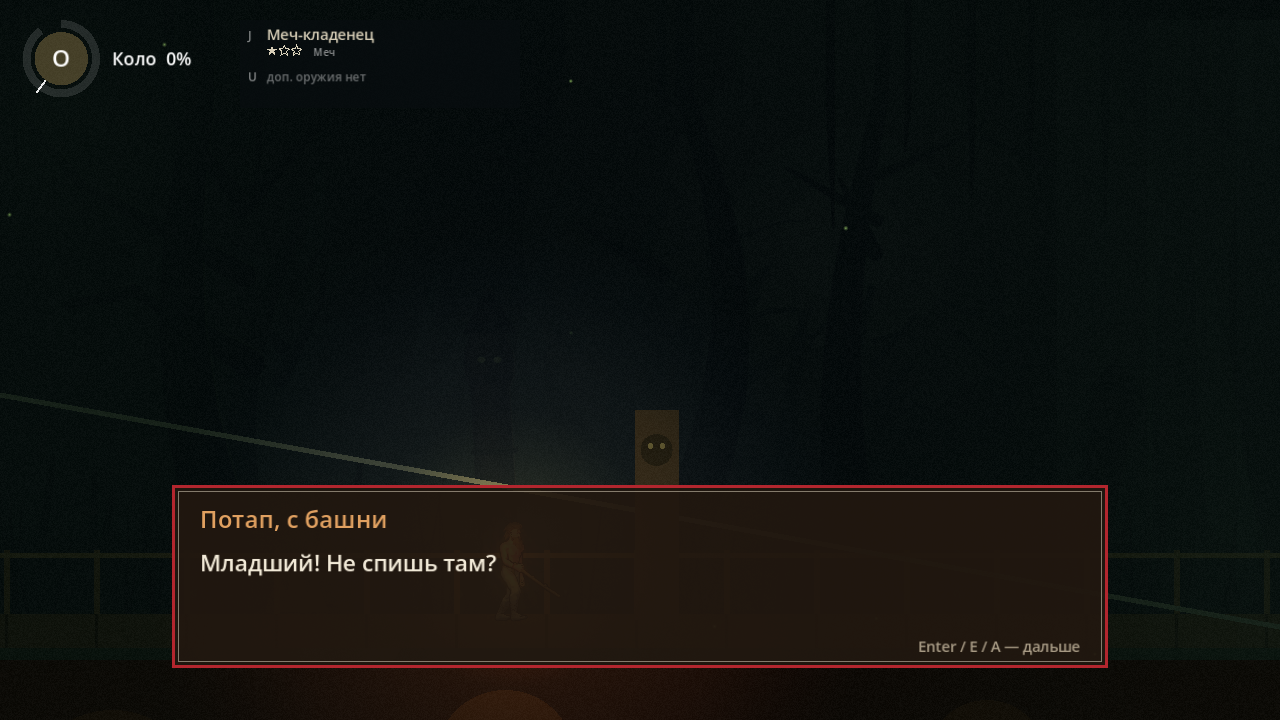 О
Коло 0%
J Меч-кладенец
★☆☆ Меч
U доп. оружия нет
Потап, с башни
Младший! Не спишь там?
Enter / E / A — дальше